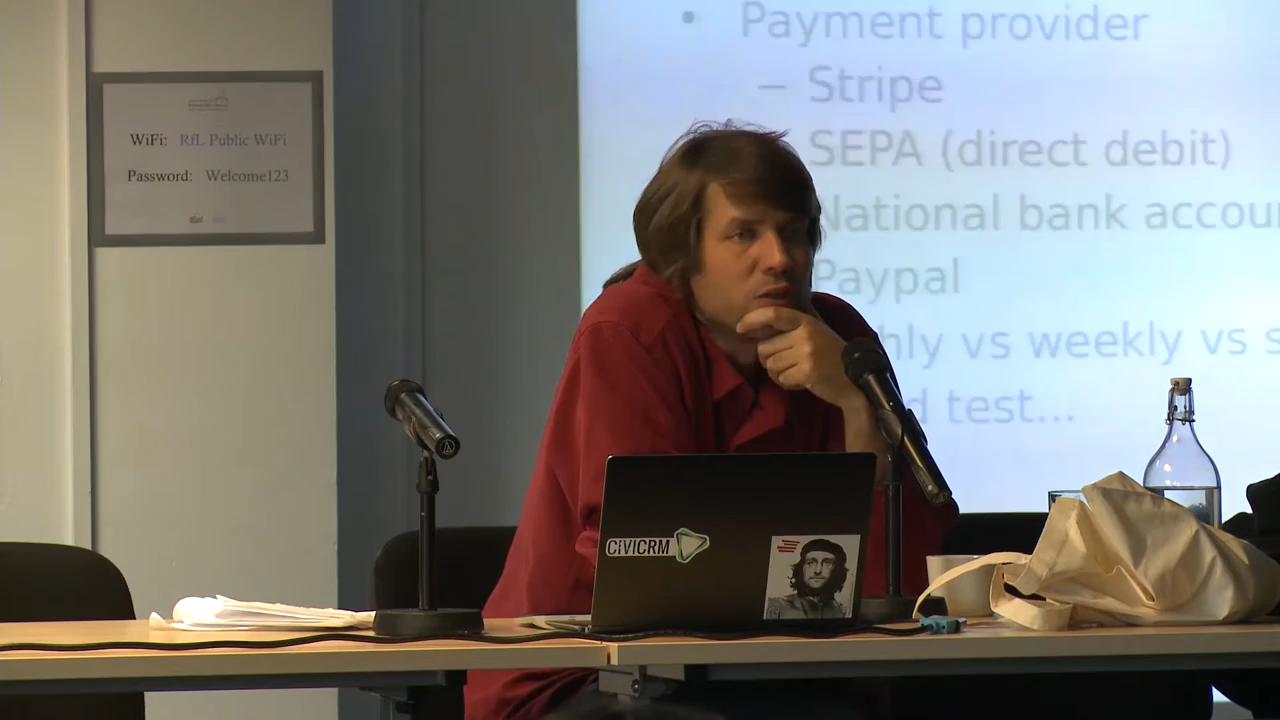 WiFi: RfL Public WiFi
Password: Welcome123
• Payment provider
– Stripe
SEPA (direct debit)
National bank accou
Paypal
hly vs weekly vs s
d test...
CiViCRM